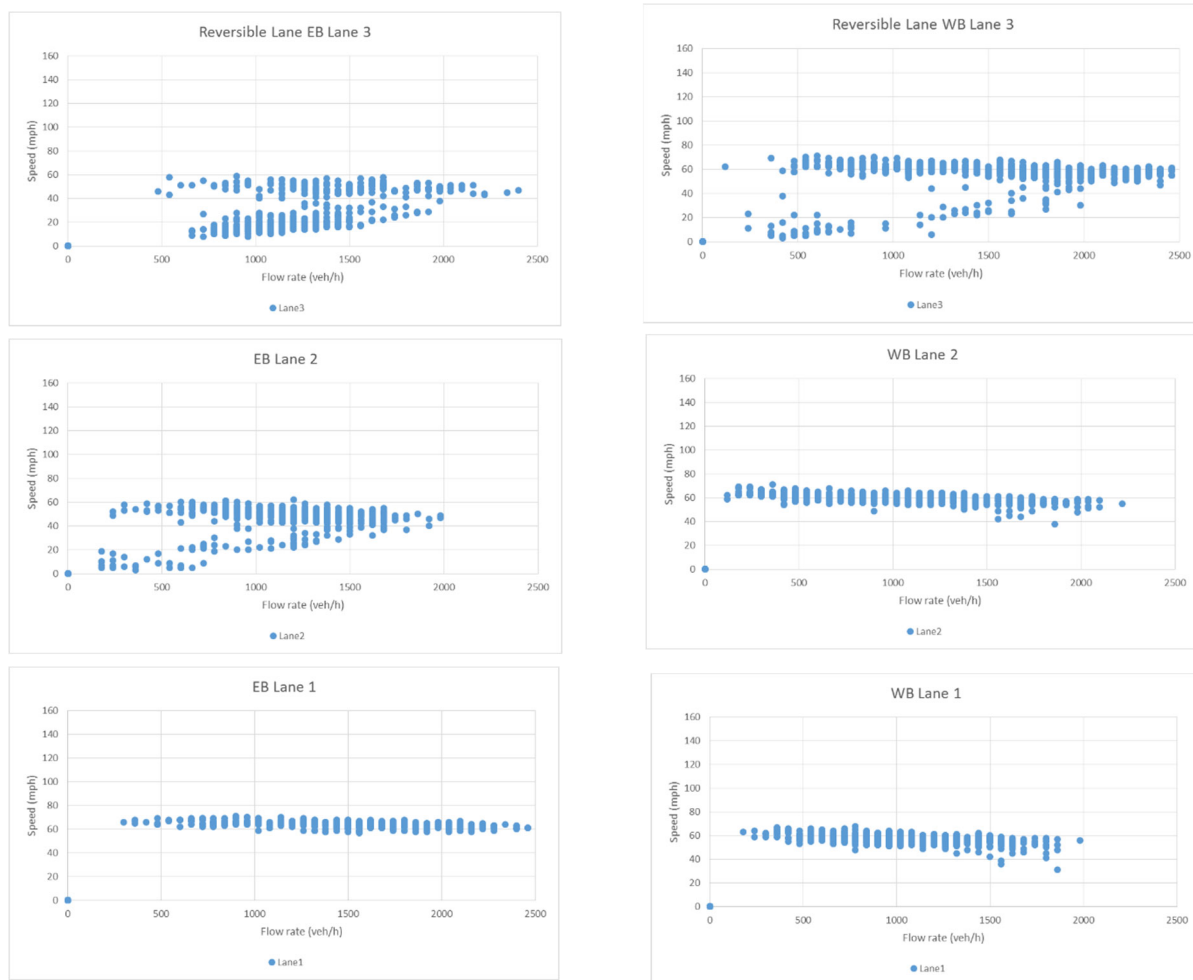 Reversible Lane EB Lane 3
160
140
120
100
80
60
40
20
0
Speed (mph)
0 500 1000 1500 2000 2500
Flow rate (veh/h)
Lane3
Reversible Lane WB Lane 3
160
140
120
100
80
60
40
20
0
Speed (mph)
0 500 1000 1500 2000 2500
Flow rate (veh/h)
Lane3
EB Lane 2
160
140
120
100
80
60
40
20
0
Speed (mph)
0 500 1000 1500 2000 2500
Flow rate (veh/h)
Lane2
WB Lane 2
160
140
120
100
80
60
40
20
0
Speed (mph)
0 500 1000 1500 2000 2500
Flow rate (veh/h)
Lane2
EB Lane 1
160
140
120
100
80
60
40
20
0
Speed (mph)
0 500 1000 1500 2000 2500
Flow rate (veh/h)
Lane1
WB Lane 1
160
140
120
100
80
60
40
20
0
Speed (mph)
0 500 1000 1500 2000 2500
Flow rate (veh/h)
Lane1